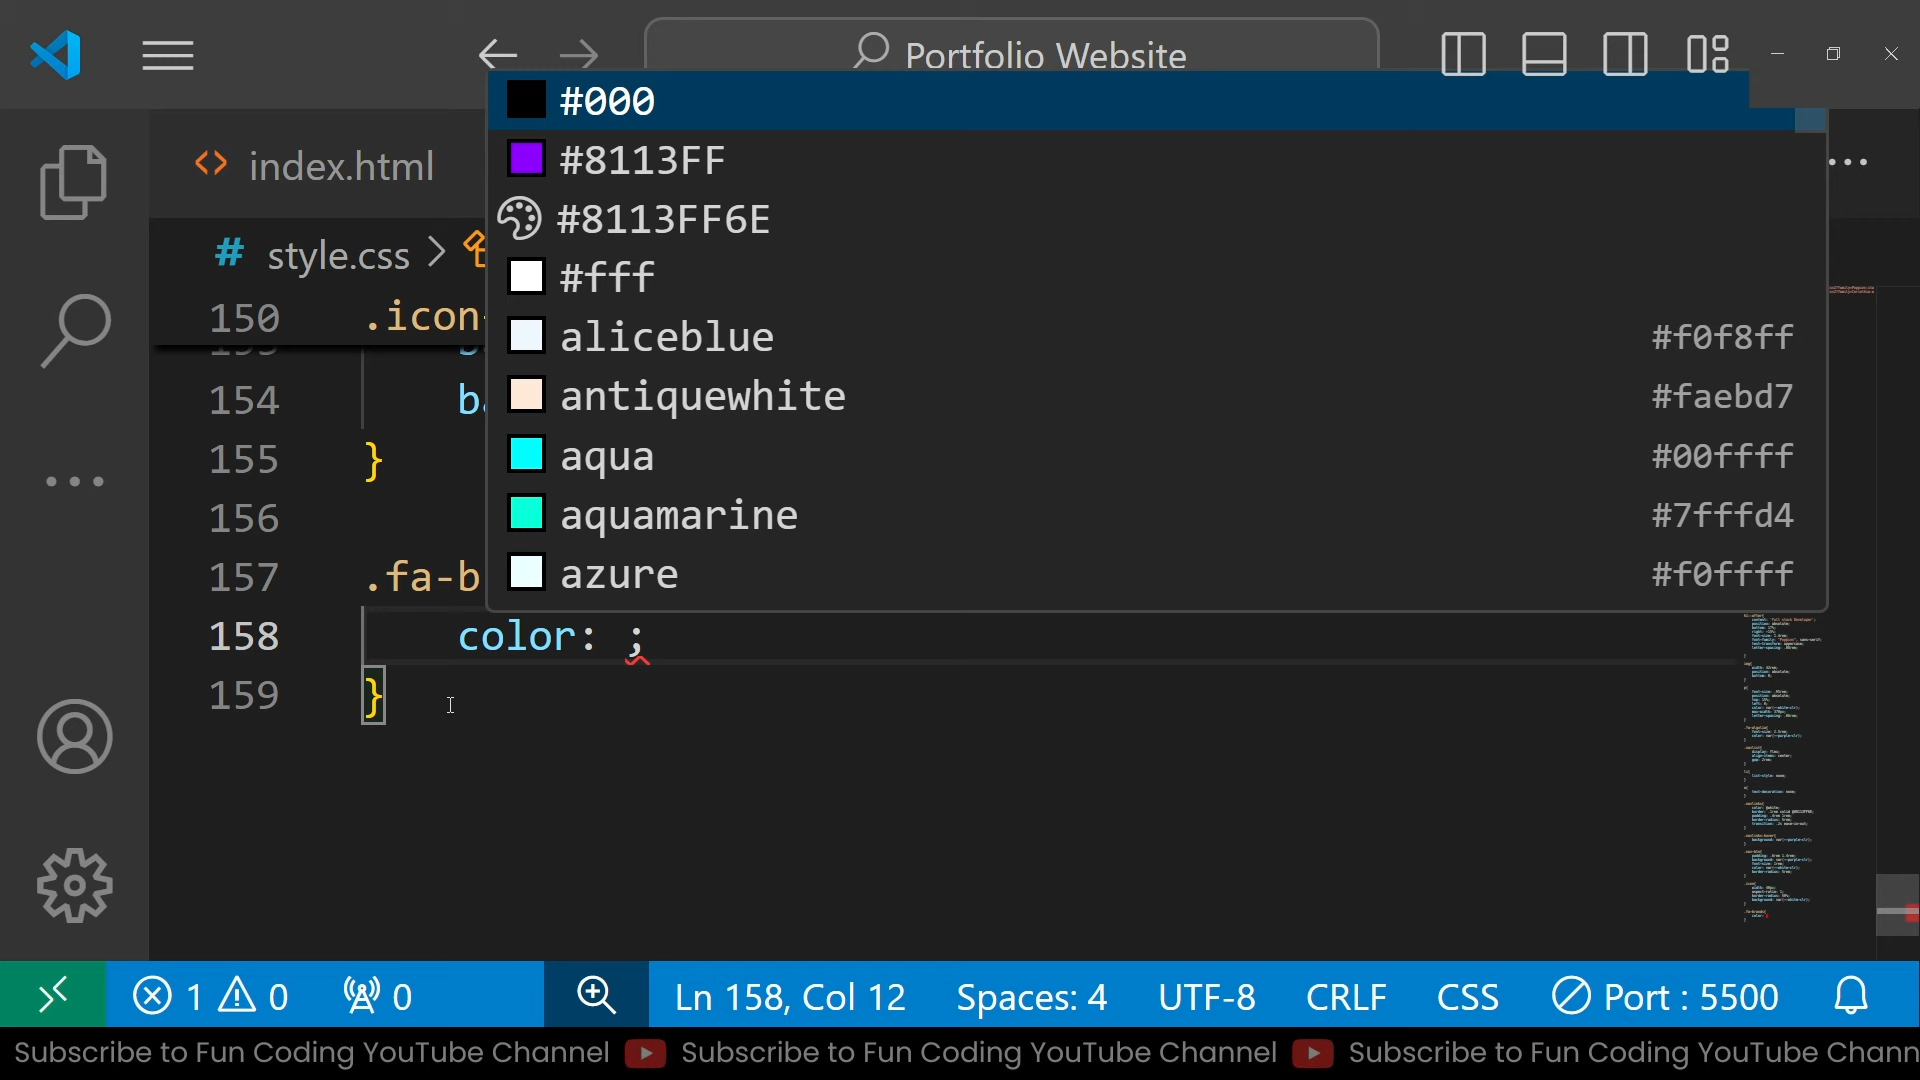 Portfolio Website
#000
#8113FF
#8113FF6E
#fff
aliceblue #f0f8ff
antiquewhite #faebd7
aqua #00ffff
aquamarine #7fffd4
azure #f0ffff
index.html
# style.css >
150 .icon-
154 ba
155 }
156
157 .fa-b
158 color: ;
159 }
1 0 0 Ln 158, Col 12 Spaces: 4 UTF-8 CRLF CSS Port : 5500
Subscribe to Fun Coding YouTube Channel Subscribe to Fun Coding YouTube Channel Subscribe to Fun Coding YouTube Chann